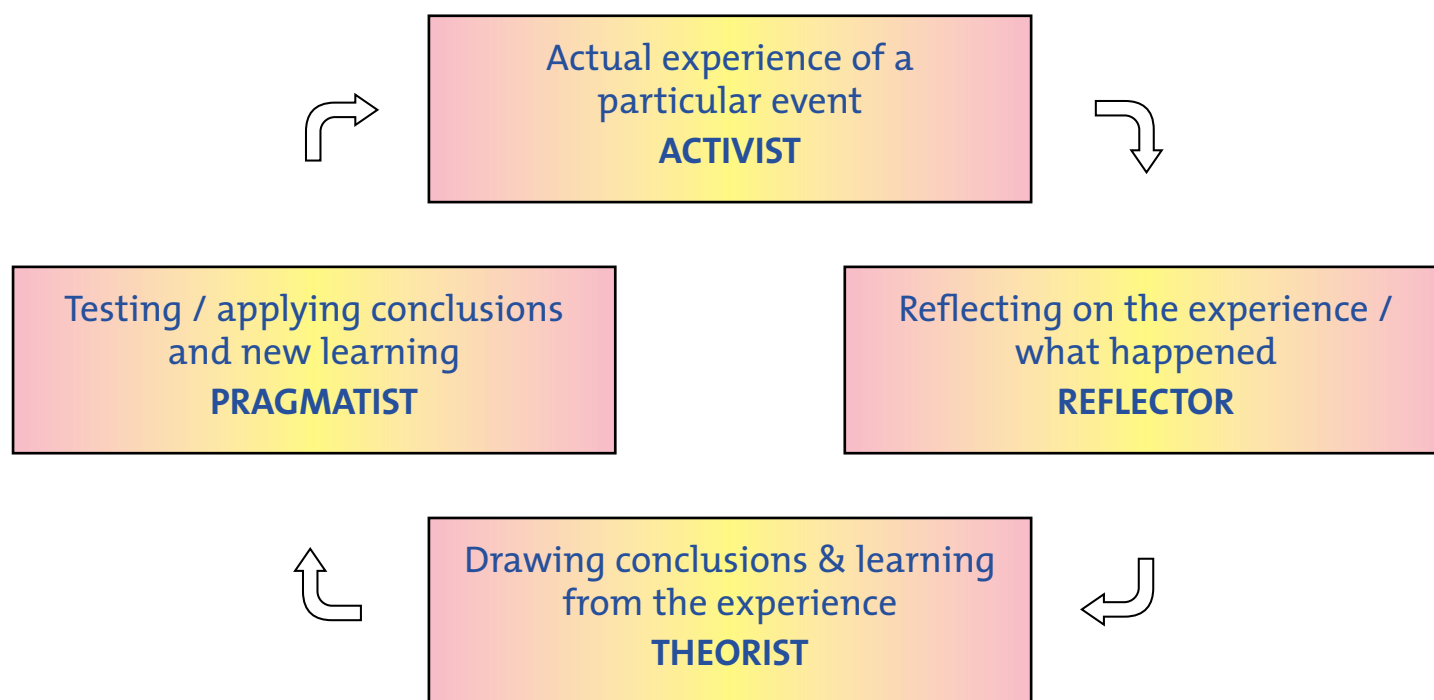 Actual experience of a
particular event
ACTIVIST
Testing / applying conclusions
and new learning
PRAGMATIST
Reflecting on the experience /
what happened
REFLECTOR
Drawing conclusions & learning
from the experience
THEORIST